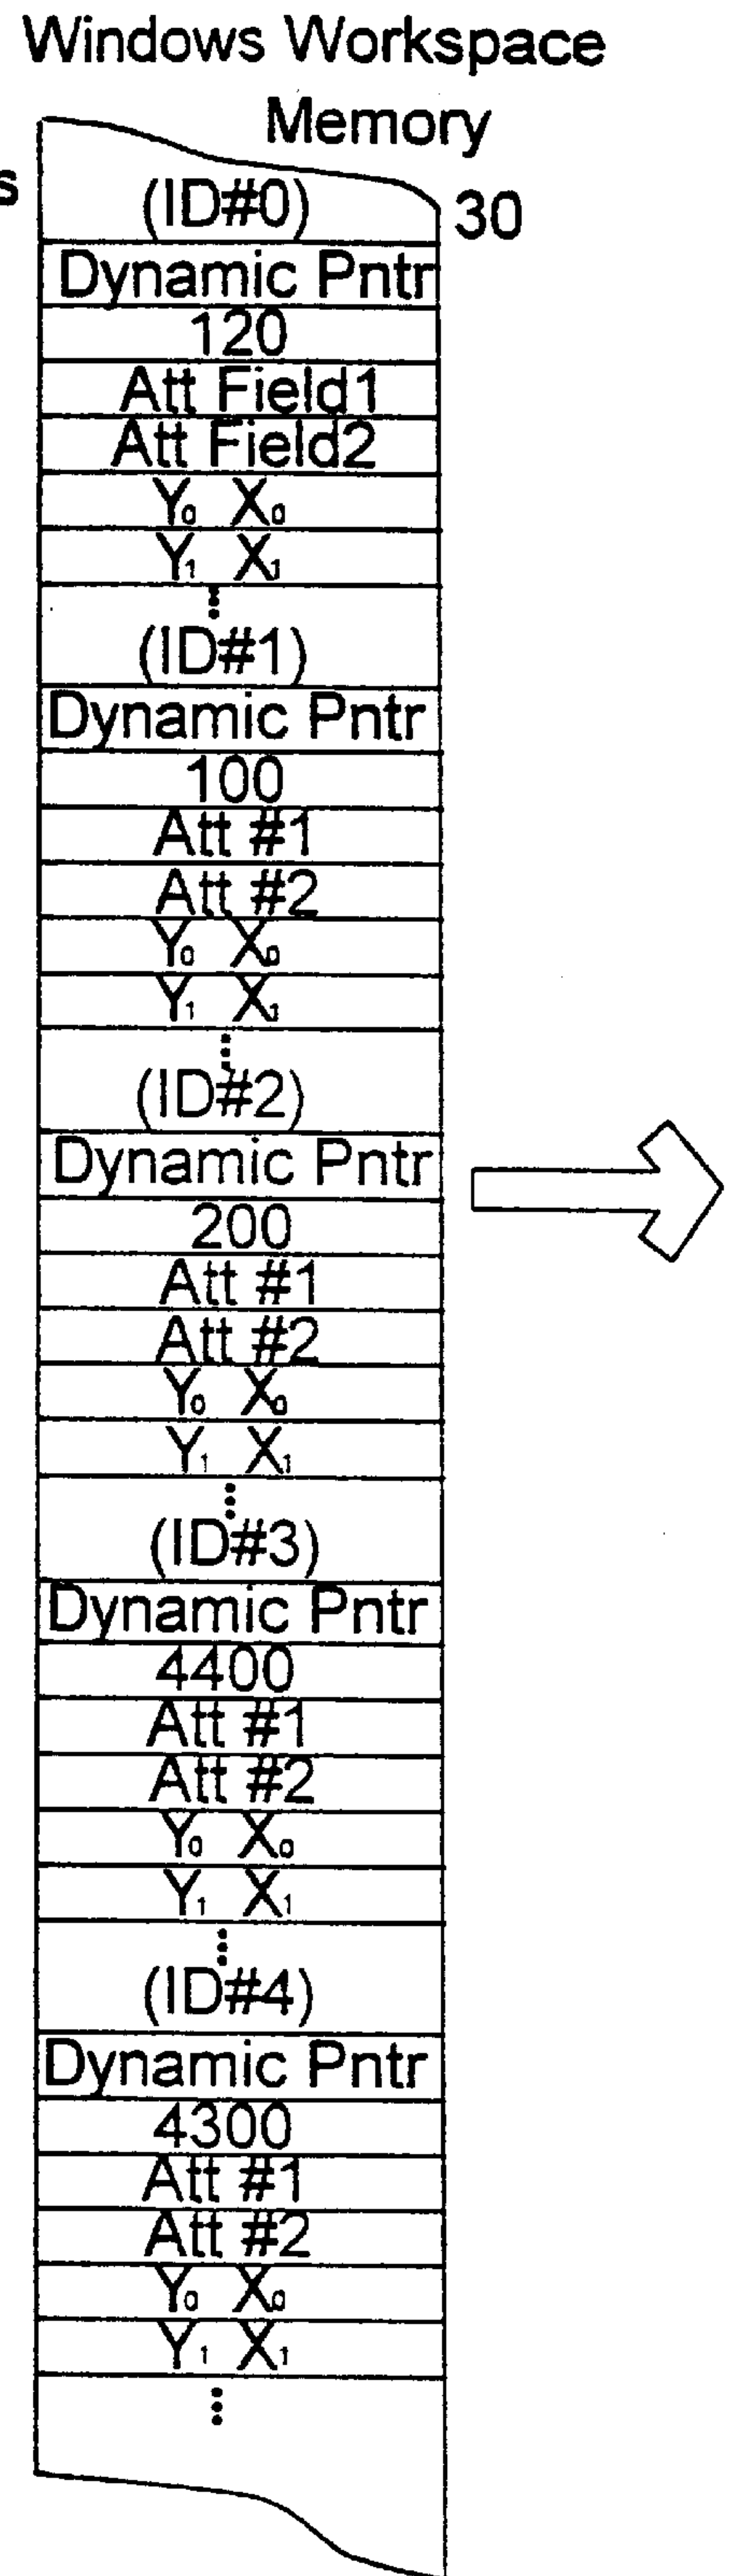 Windows Workspace
Memory
s
(ID#0)
30
Dynamic Pntr
120
Att Field1
Att Field2
Y₀ X₀
Y₁ X₁
⋮
(ID#1)
Dynamic Pntr
100
Att #1
Att #2
Y₀ X₀
Y₁ X₁
⋮
(ID#2)
Dynamic Pntr
200
Att #1
Att #2
Y₀ X₀
Y₁ X₁
⋮
(ID#3)
Dynamic Pntr
4400
Att #1
Att #2
Y₀ X₀
Y₁ X₁
⋮
(ID#4)
Dynamic Pntr
4300
Att #1
Att #2
Y₀ X₀
Y₁ X₁
⋮